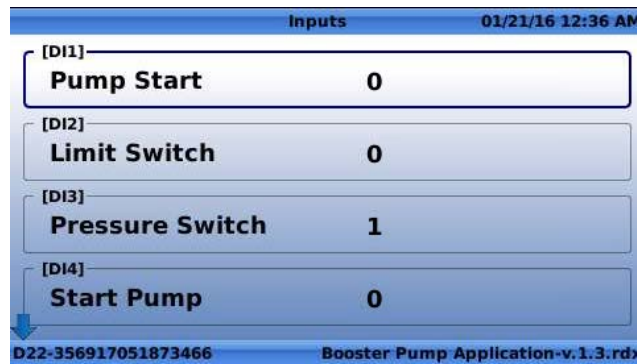 Inputs 01/21/16 12:36 AM
[DI1]
Pump Start 0
[DI2]
Limit Switch 0
[DI3]
Pressure Switch 1
[DI4]
Start Pump 0
D22-356917051873466 Booster Pump Application-v.1.3.rdx